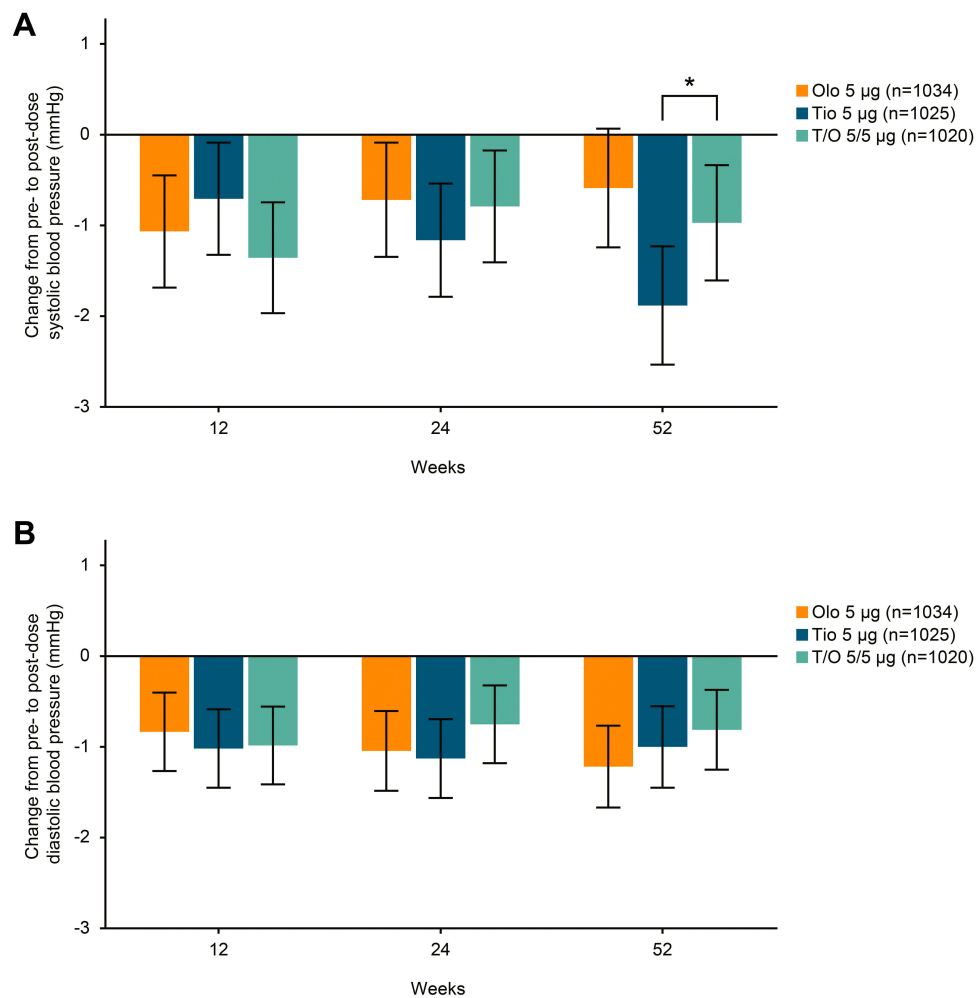 A
Change from pre- to post-dose
systolic blood pressure (mmHg)
1
0
-1
-2
-3
*
Olo 5 µg (n=1034)
Tio 5 µg (n=1025)
T/O 5/5 µg (n=1020)
12 24 52
Weeks
B
Change from pre- to post-dose
diastolic blood pressure (mmHg)
1
0
-1
-2
-3
Olo 5 µg (n=1034)
Tio 5 µg (n=1025)
T/O 5/5 µg (n=1020)
12 24 52
Weeks